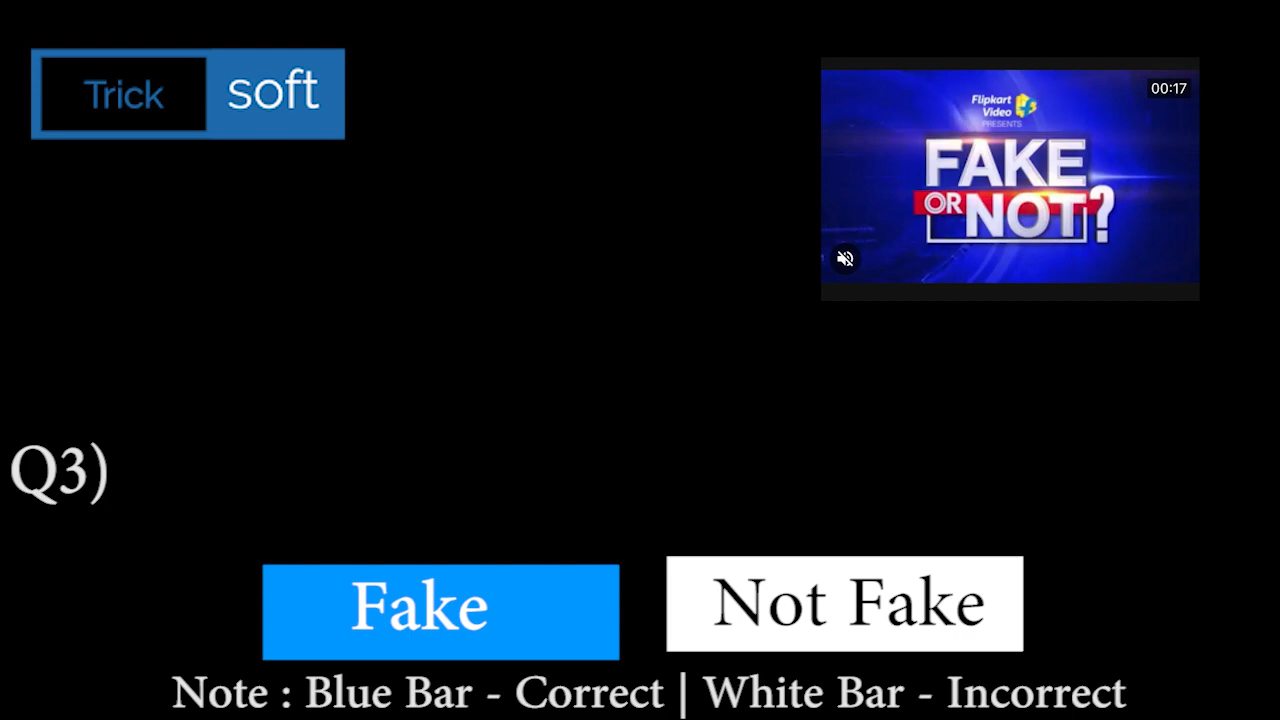 Trick soft
00:17
Flipkart
Video
PRESENTS
FAKE
OR NOT?
Q3)
Fake
Not Fake
Note : Blue Bar - Correct | White Bar - Incorrect